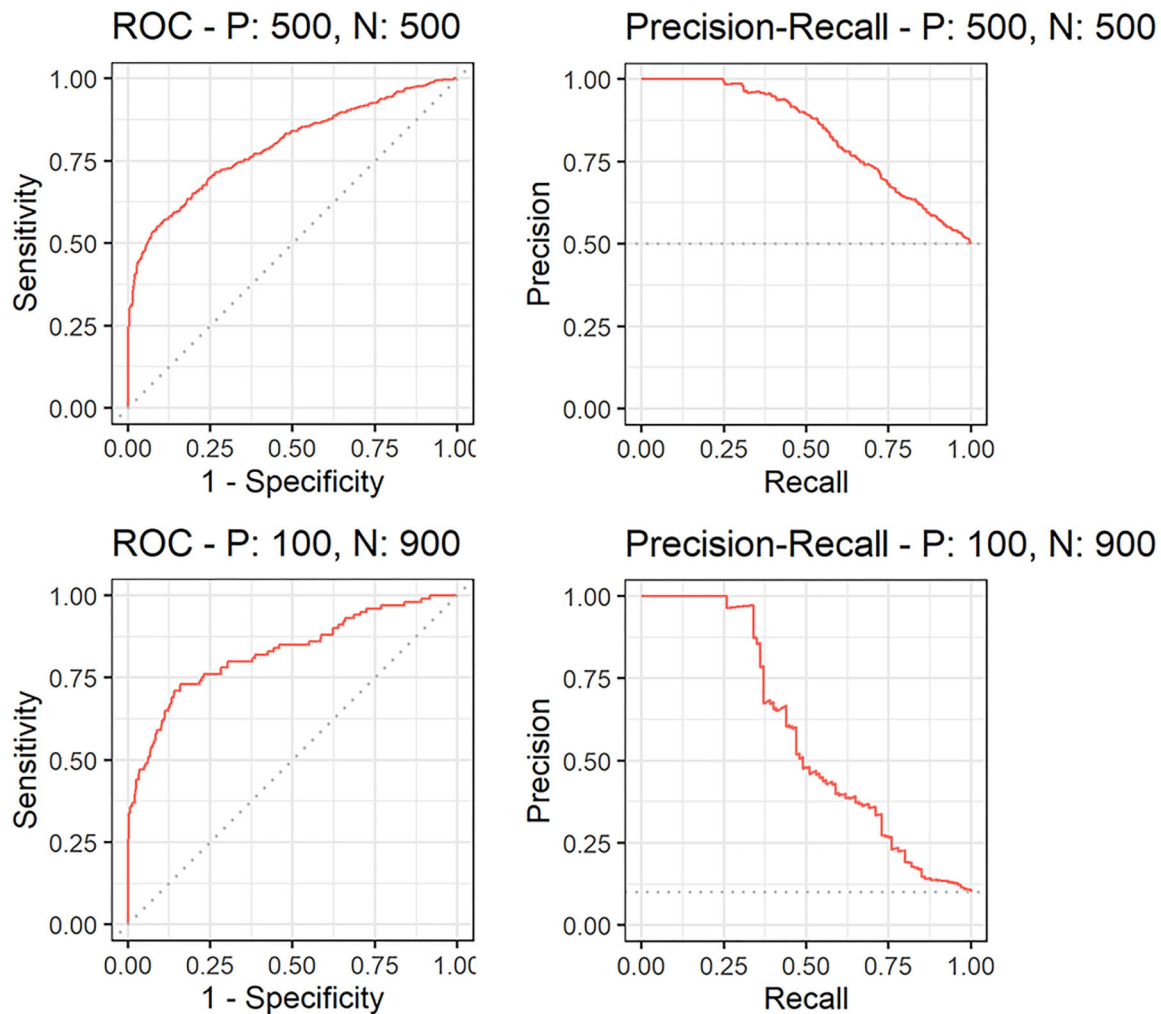 ROC - P: 500, N: 500
Precision-Recall - P: 500, N: 500
1.00
0.75
0.50
0.25
0.00
Sensitivity
0.00 0.25 0.50 0.75 1.00
1 - Specificity
1.00
0.75
0.50
0.25
0.00
Precision
0.00 0.25 0.50 0.75 1.00
Recall
ROC - P: 100, N: 900
Precision-Recall - P: 100, N: 900
1.00
0.75
0.50
0.25
0.00
Sensitivity
0.00 0.25 0.50 0.75 1.00
1 - Specificity
1.00
0.75
0.50
0.25
0.00
Precision
0.00 0.25 0.50 0.75 1.00
Recall